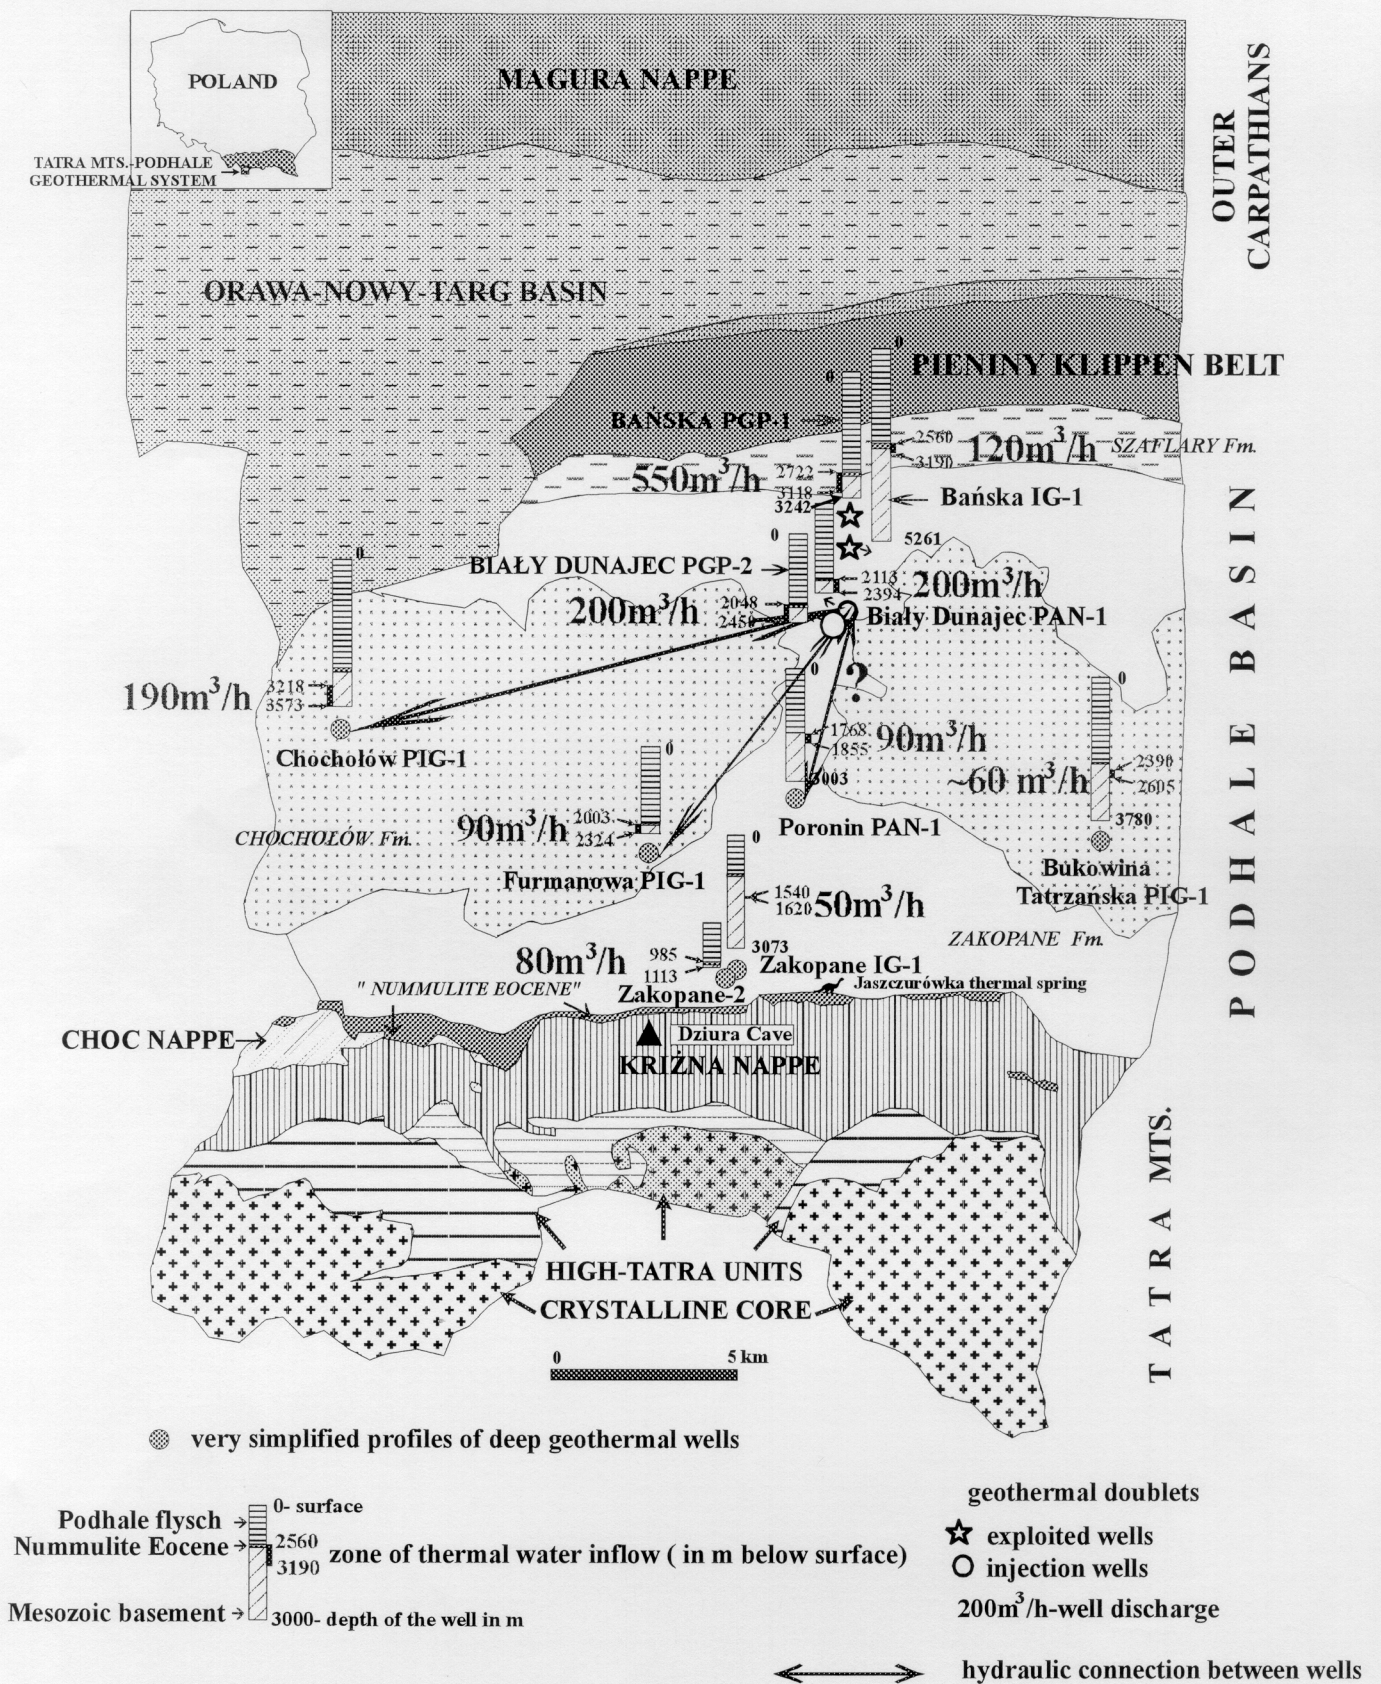 POLAND
TATRA MTS.-PODHALE
GEOTHERMAL SYSTEM
MAGURA NAPPE
OUTER
CARPATHIANS
ORAWA-NOWY-TARG BASIN
PIENINY KLIPPEN BELT
0
0
BAŃSKA PGP-1
2560
3190
120m³/h
SZAFLARY Fm.
550m³/h
2722
3118
3242
Bańska IG-1
5261
0
0
BIAŁY DUNAJEC PGP-2
2113
2394
200m³/h
200m³/h
2048
2450
Biały Dunajec PAN-1
PODHALE BASIN
?
0
0
190m³/h
3218
3573
Chochołów PIG-1
1768
1855
90m³/h
3003
~60 m³/h
2390
2605
3780
0
90m³/h
2003
2324
CHOCHOŁÓW Fm.
Poronin PAN-1
0
Furmanowa PIG-1
Bukowina
Tatrzańska PIG-1
1540
1620
50m³/h
3073
ZAKOPANE Fm.
80m³/h
985
1113
Zakopane IG-1
Zakopane-2
Jaszczurówka thermal spring
" NUMMULITE EOCENE"
CHOC NAPPE
Dziura Cave
KRIŻNA NAPPE
TATRA MTS.
HIGH-TATRA UNITS
CRYSTALLINE CORE
0 5 km
very simplified profiles of deep geothermal wells
0- surface
Podhale flysch
Nummulite Eocene
2560
3190
zone of thermal water inflow ( in m below surface)
Mesozoic basement
3000- depth of the well in m
geothermal doublets
exploited wells
injection wells
200m³/h-well discharge
hydraulic connection between wells